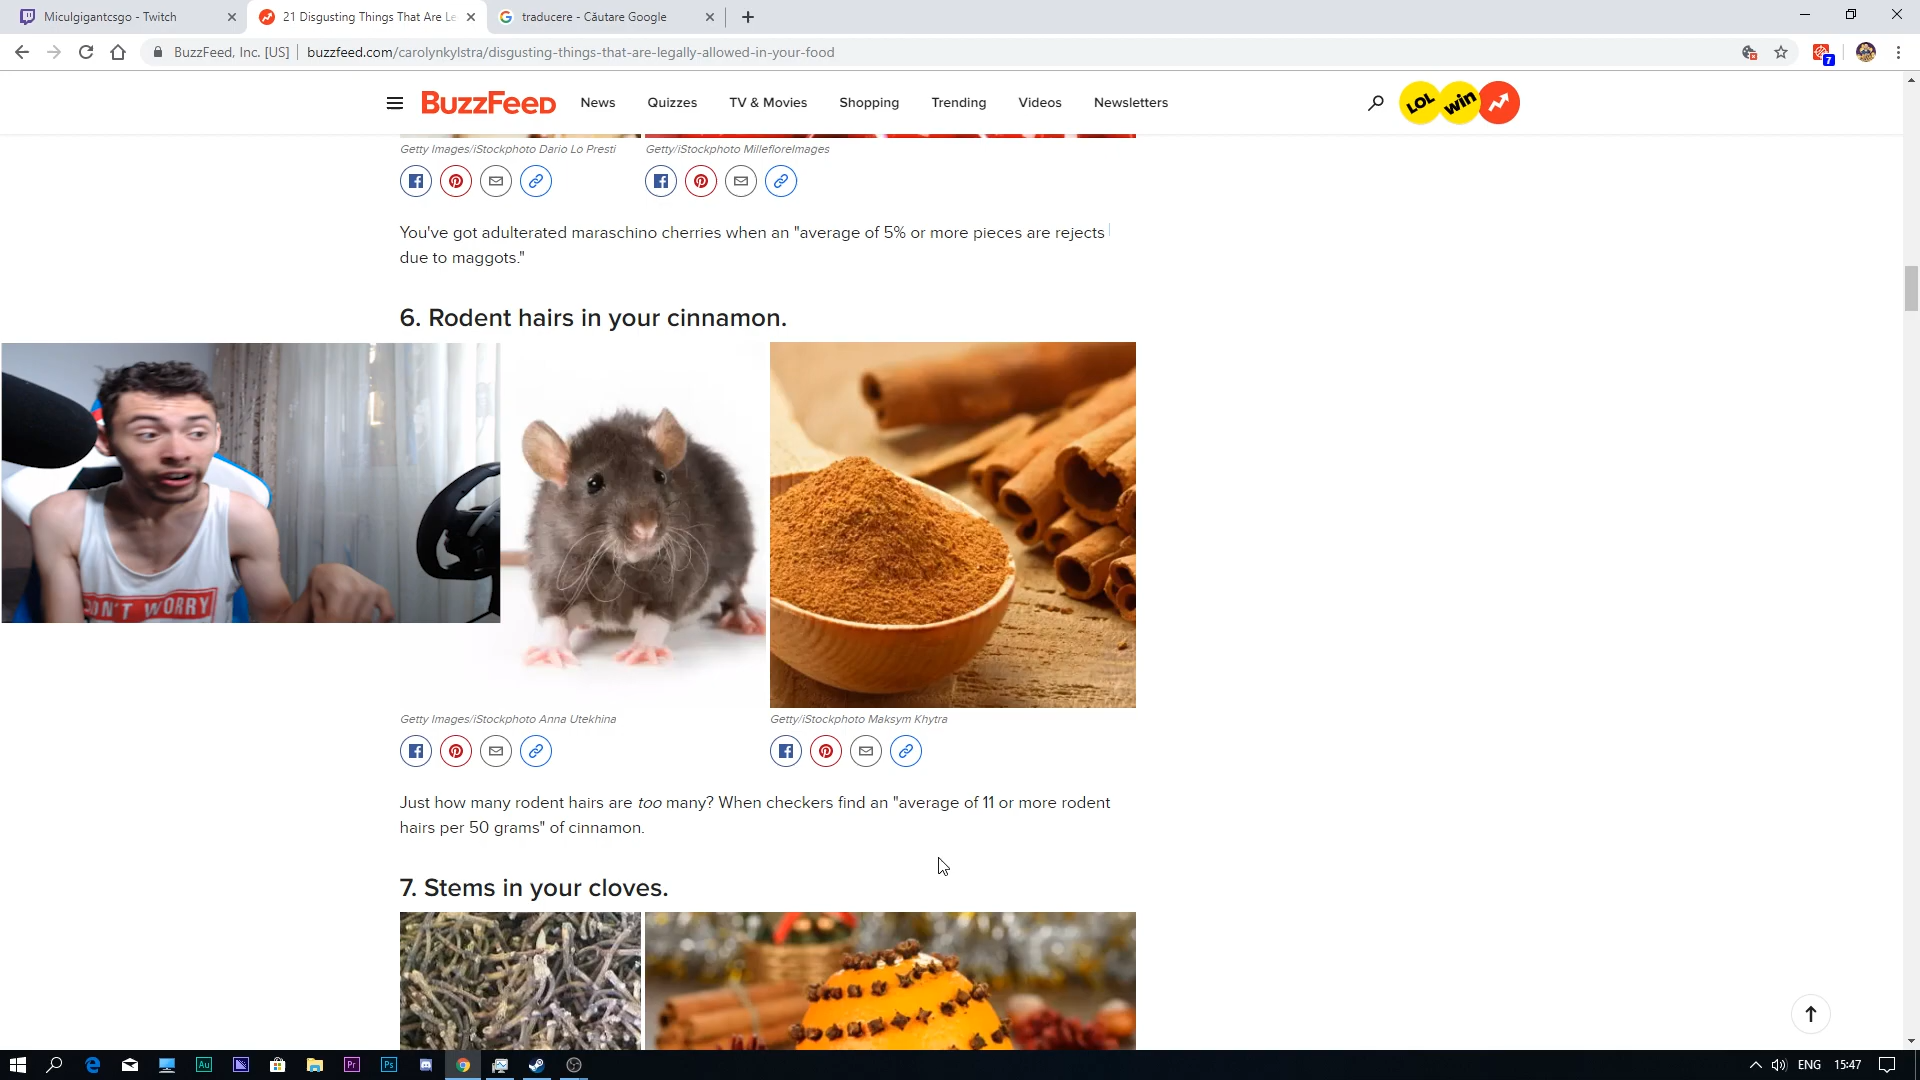 Miculgigantcsgo - Twitch
21 Disgusting Things That Are Le
traducere - Căutare Google
BuzzFeed, Inc. [US]
buzzfeed.com/carolynkylstra/disgusting-things-that-are-legally-allowed-in-your-food
7
BuzzFeed
News
Quizzes
TV & Movies
Shopping
Trending
Videos
Newsletters
LOL
win
Getty Images/iStockphoto Dario Lo Presti
Getty/iStockphoto MillefloreImages
You've got adulterated maraschino cherries when an "average of 5% or more pieces are rejects
due to maggots."
6. Rodent hairs in your cinnamon.
ON'T WORRY
Getty Images/iStockphoto Anna Utekhina
Getty/iStockphoto Maksym Khytra
Just how many rodent hairs are too many? When checkers find an "average of 11 or more rodent
hairs per 50 grams" of cinnamon.
7. Stems in your cloves.
Au
Pr
Ps
ENG
15:47